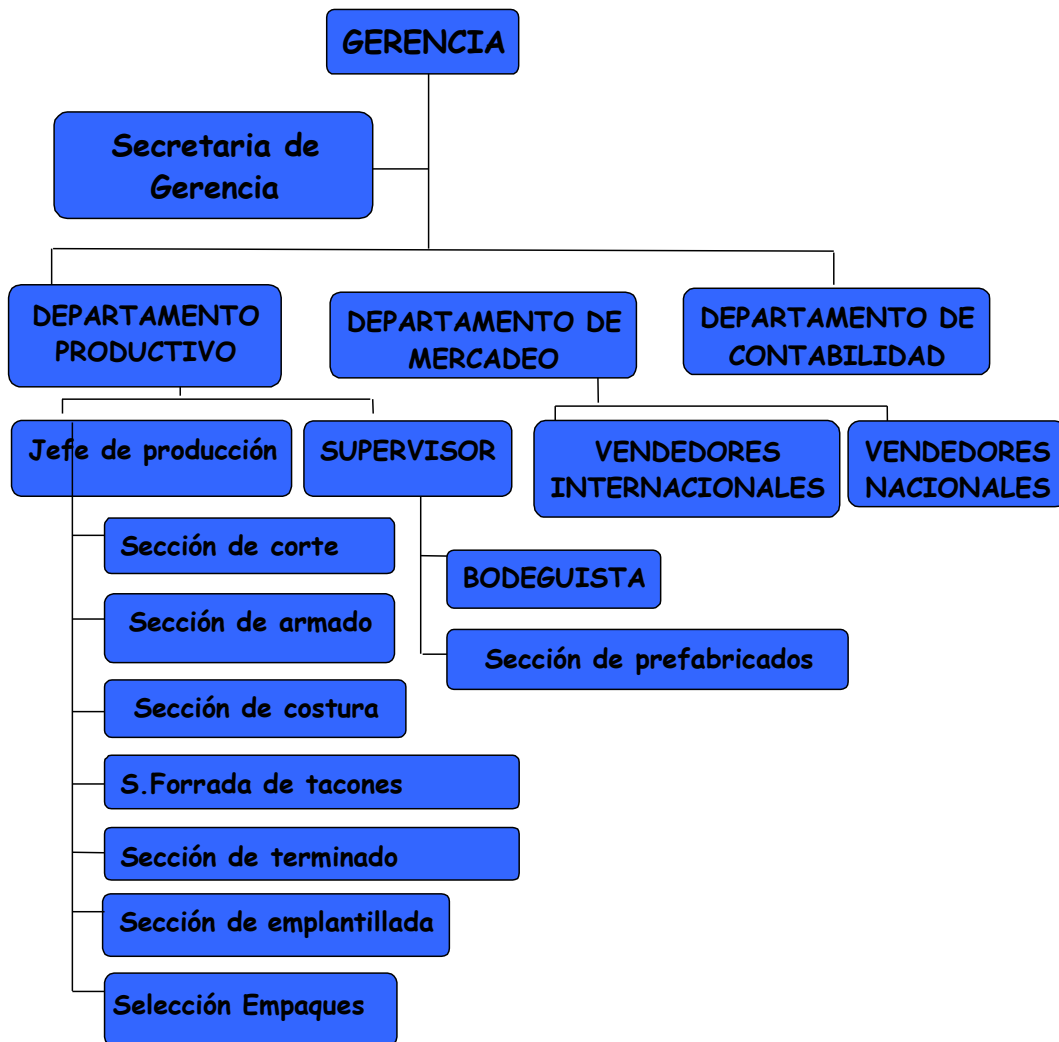 GERENCIA
Secretaria de
Gerencia
DEPARTAMENTO
PRODUCTIVO
DEPARTAMENTO DE
MERCADEO
DEPARTAMENTO DE
CONTABILIDAD
Jefe de producción
SUPERVISOR
VENDEDORES
INTERNACIONALES
VENDEDORES
NACIONALES
Sección de corte
Sección de armado
Sección de costura
S.Forrada de tacones
Sección de terminado
Sección de emplantillada
Selección Empaques
BODEGUISTA
Sección de prefabricados